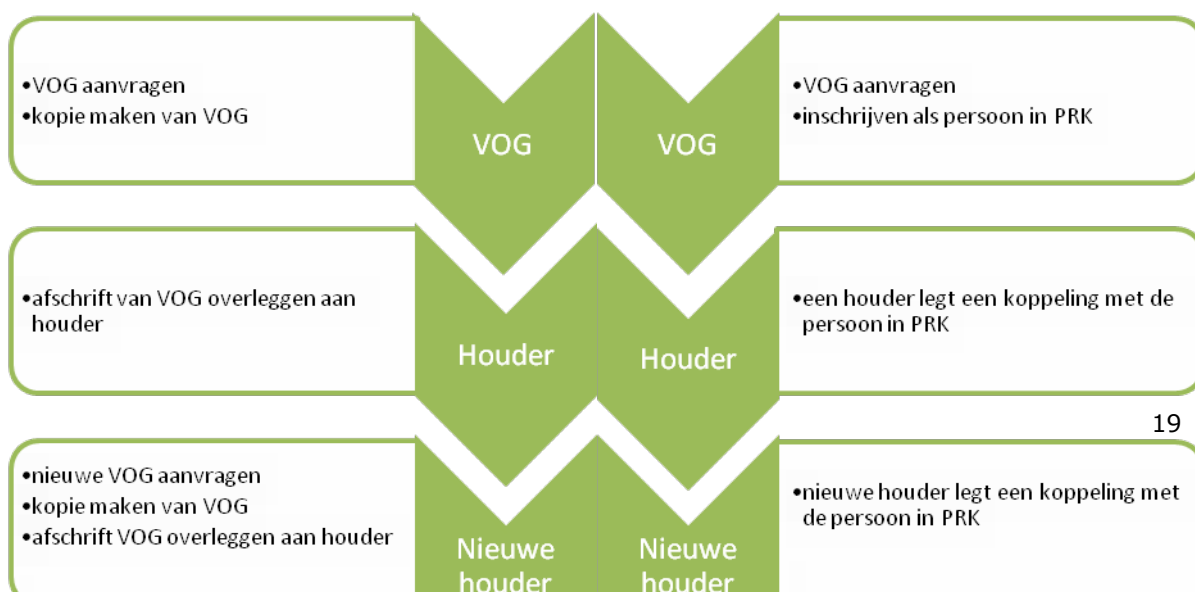 •VOG aanvragen
•kopie maken van VOG
VOG
VOG
•VOG aanvragen
•inschrijven als persoon in PRK
•afschrift van VOG overleggen aan
houder
Houder
Houder
•een houder legt een koppeling met de
persoon in PRK
19
•nieuwe VOG aanvragen
•kopie maken van VOG
•afschrift VOG overleggen aan houder
Nieuwe
houder
Nieuwe
houder
•nieuwe houder legt een koppeling met
de persoon in PRK